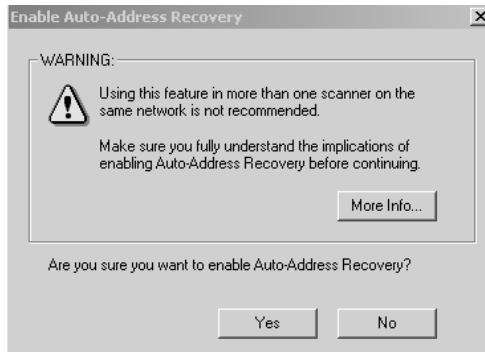 Enable Auto-Address Recovery
WARNING:
Using this feature in more than one scanner on the
same network is not recommended.
Make sure you fully understand the implications of
enabling Auto-Address Recovery before continuing.
More Info...
Are you sure you want to enable Auto-Address Recovery?
Yes
No